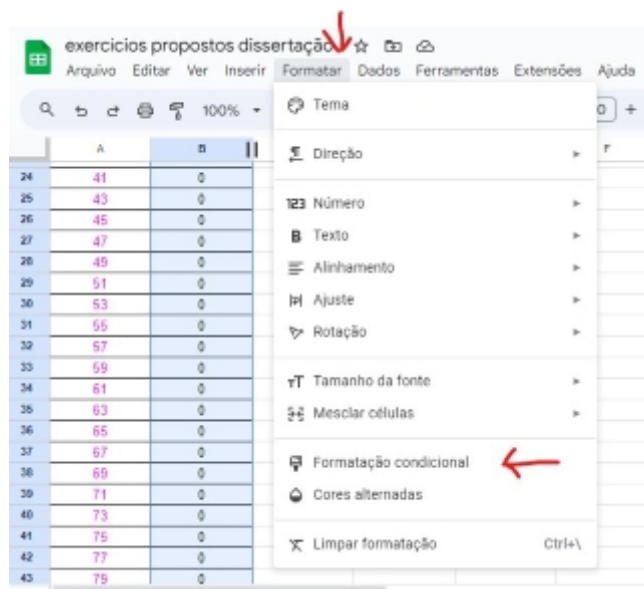 exercicios propostos dissertação
Arquivo Editar Ver Inserir Formatar Dados Ferramentas Extensões Ajuda
100%
Tema
Direção
123 Número
B Texto
Alinhamento
Ajuste
Rotação
Tamanho da fonte
Mesclar células
Formatação condicional
Cores alternadas
Limpar formatação Ctrl+\
A B F
24 41 0
25 43 0
26 45 0
27 47 0
28 49 0
29 51 0
30 53 0
31 55 0
32 57 0
33 59 0
34 61 0
35 63 0
36 65 0
37 67 0
38 69 0
39 71 0
40 73 0
41 75 0
42 77 0
43 79 0